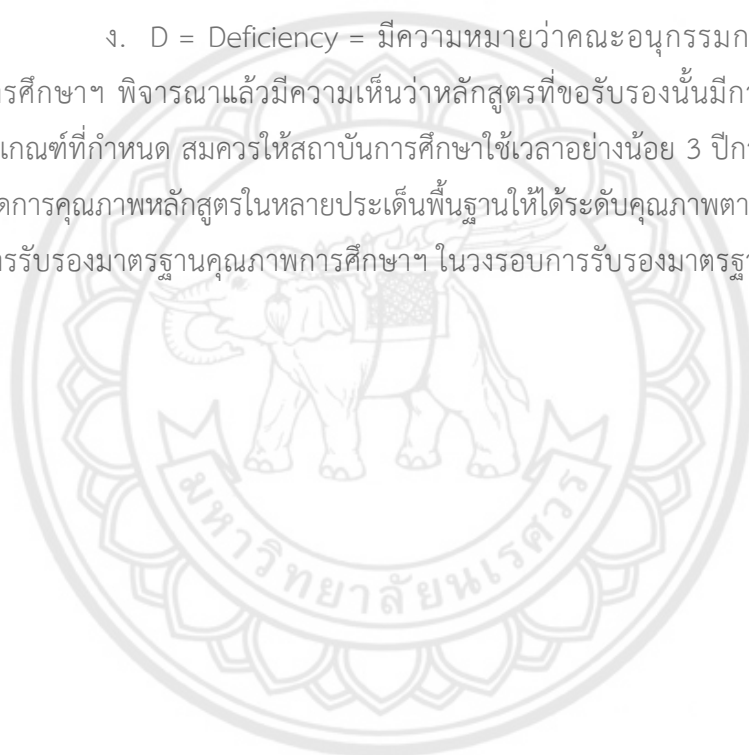 ง. D = Deficiency = มีความหมายว่าคณะอนุกรรมก
รศึกษาฯ พิจารณาแล้วมีความเห็นว่าหลักสูตรที่ขอรับรองนั้นมีกา
เกณฑ์ที่กำหนด สมควรให้สถาบันการศึกษาใช้เวลาอย่างน้อย 3 ปีกา
ดการคุณภาพหลักสูตรในหลายประเด็นพื้นฐานให้ได้ระดับคุณภาพตา
ารรับรองมาตรฐานคุณภาพการศึกษาฯ ในวงรอบการรับรองมาตรฐา
มหาวิทยาลัยนเรศวร